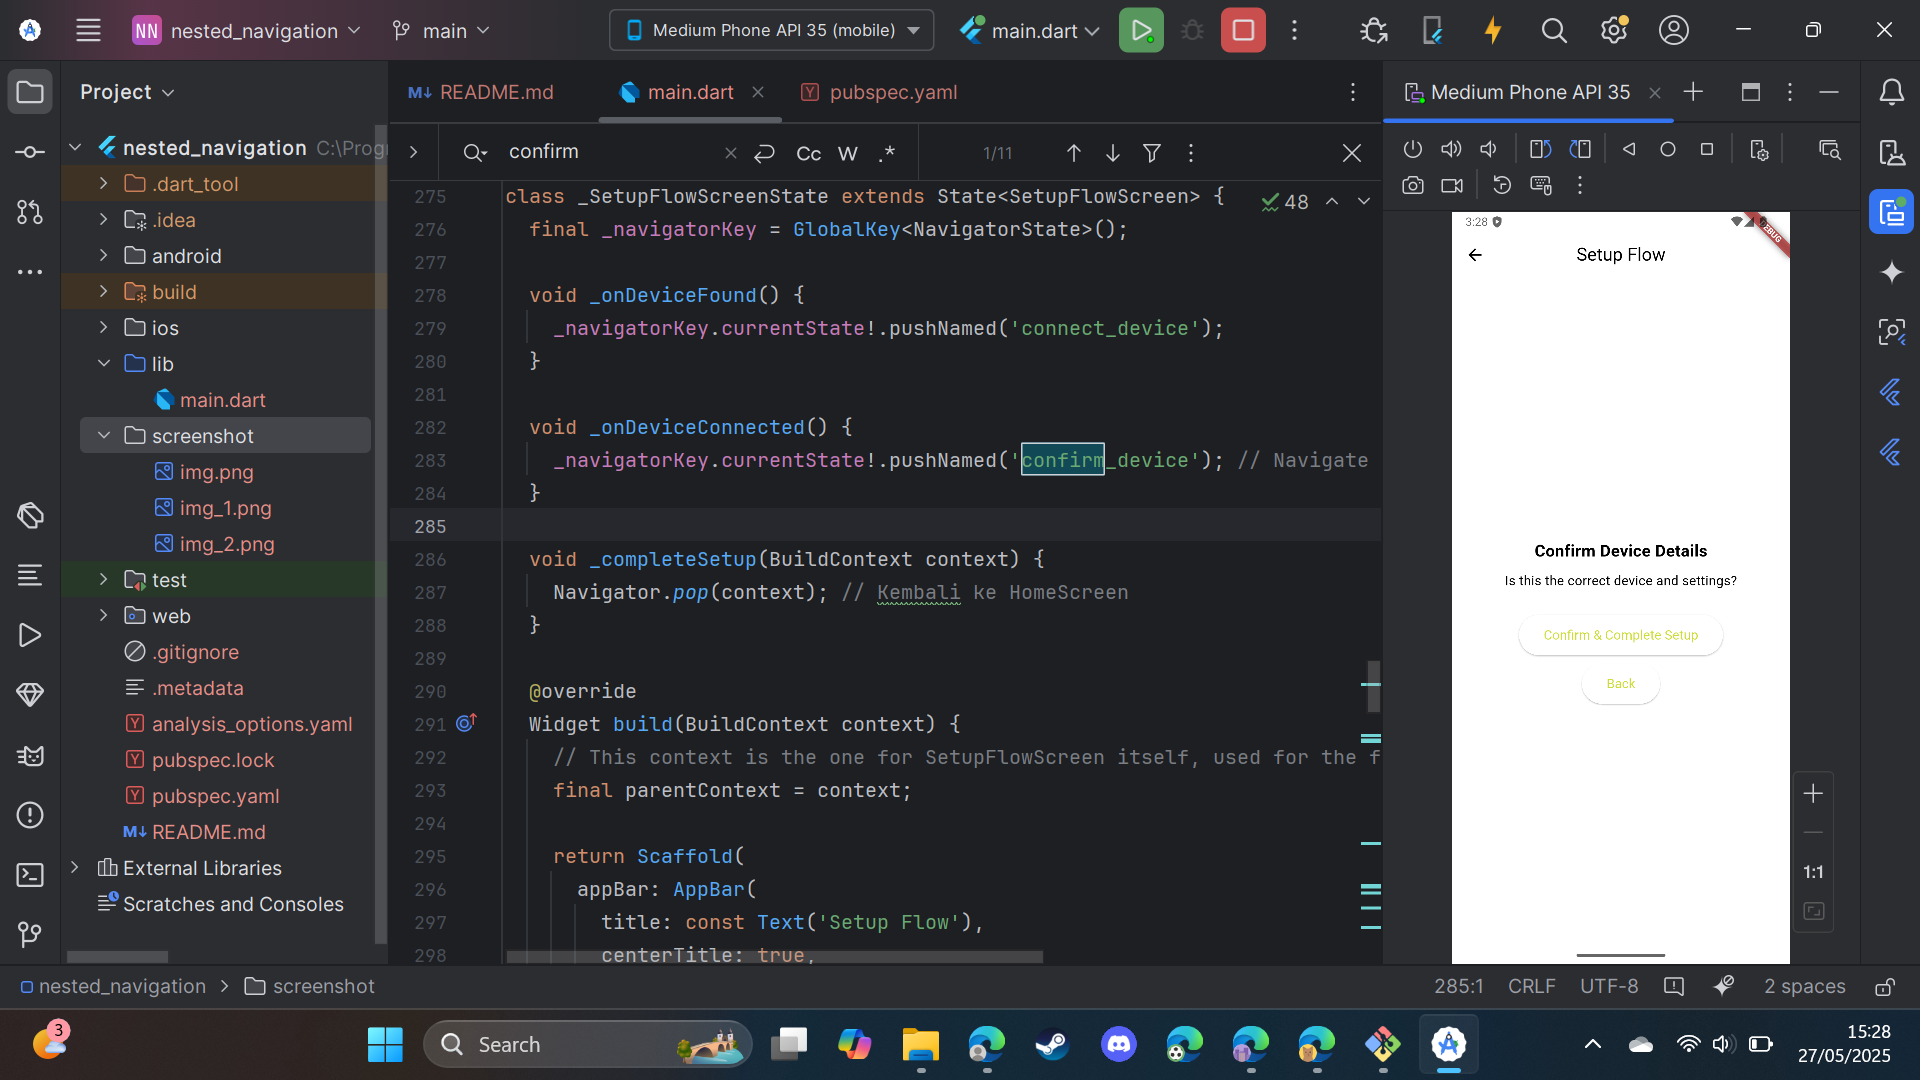 NN nested_navigation
main
Medium Phone API 35 (mobile)
main.dart
Project
README.md
main.dart
pubspec.yaml
Medium Phone API 35
confirm
Cc W .*
1/11
nested_navigation C:\Progr
.dart_tool
.idea
android
build
ios
lib
main.dart
screenshot
img.png
img_1.png
img_2.png
test
web
.gitignore
.metadata
analysis_options.yaml
pubspec.lock
pubspec.yaml
M↓ README.md
External Libraries
Scratches and Consoles
48
275 class _SetupFlowScreenState extends State<SetupFlowScreen> {
276 final _navigatorKey = GlobalKey<NavigatorState>();
277
278 void _onDeviceFound() {
279 _navigatorKey.currentState!.pushNamed('connect_device');
280 }
281
282 void _onDeviceConnected() {
283 _navigatorKey.currentState!.pushNamed('confirm_device'); // Navigate
284 }
285
286 void _completeSetup(BuildContext context) {
287 Navigator.pop(context); // Kembali ke HomeScreen
288 }
289
290 @override
291 Widget build(BuildContext context) {
292 // This context is the one for SetupFlowScreen itself, used for the f
293 final parentContext = context;
294
295 return Scaffold(
296 appBar: AppBar(
297 title: const Text('Setup Flow'),
298 centerTitle: true,
3:28
DEBUG
Setup Flow
Confirm Device Details
Is this the correct device and settings?
Confirm & Complete Setup
Back
1:1
nested_navigation > screenshot
285:1 CRLF UTF-8 2 spaces
3
Search
15:28
27/05/2025